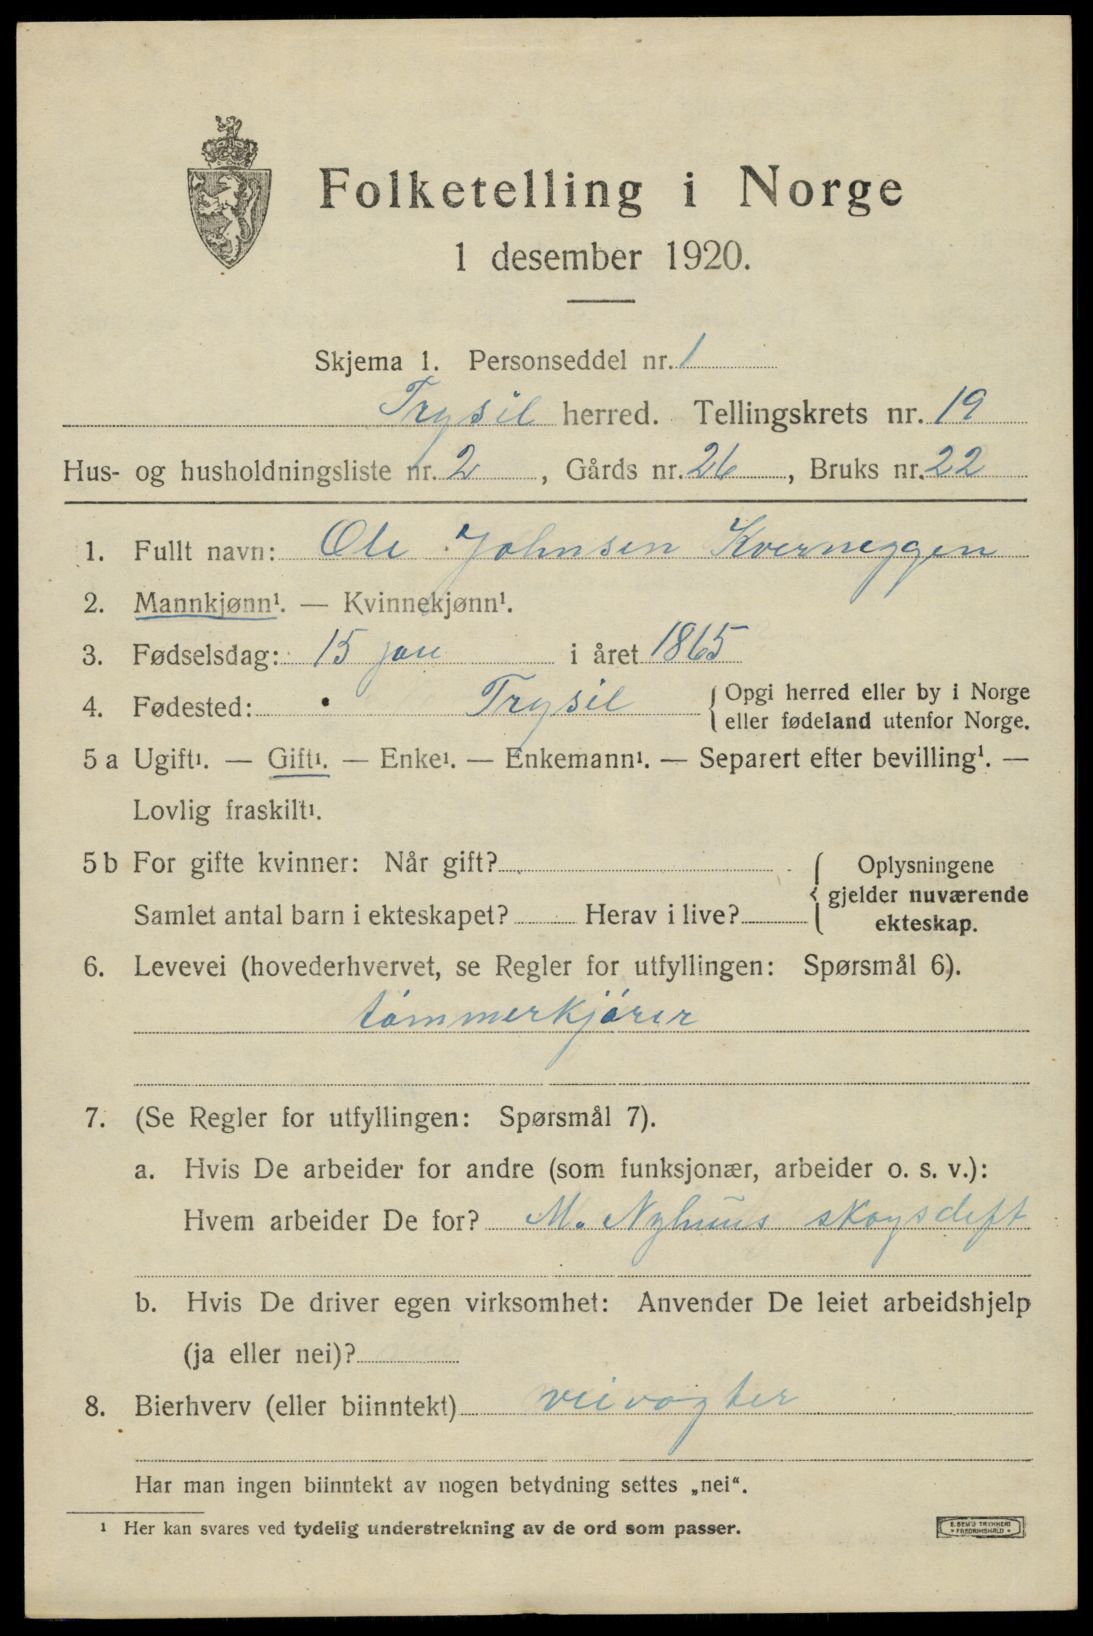 Folketelling i Norge
1 desember 1920.
Skjema 1. Personseddel nr. 1
Trysil herred. Tellingskrets nr. 19
Hus- og husholdningsliste nr. 2, Gårds nr. 26, Bruks nr. 22
1. Fullt navn: Ole Johnsen Kverneggen
2. Mannkjønn¹. — Kvinnekjønn¹.
3. Fødselsdag: 15 jan i året 1865
4. Fødested: Trysil { Opgi herred eller by i Norge
eller fødeland utenfor Norge.
5 a Ugift¹. — Gift¹. — Enke¹. — Enkemann¹. — Separert efter bevilling¹. —
Lovlig fraskilt¹.
5 b For gifte kvinner: Når gift? { Oplysningene
gjelder nuværende
Samlet antal barn i ekteskapet? Herav i live? ekteskap.
6. Levevei (hovederhvervet, se Regler for utfyllingen: Spørsmål 6).
tømmerkjører
7. (Se Regler for utfyllingen: Spørsmål 7).
a. Hvis De arbeider for andre (som funksjonær, arbeider o. s. v.):
Hvem arbeider De for? M. Nyhuus skogsdift
b. Hvis De driver egen virksomhet: Anvender De leiet arbeidshjelp
(ja eller nei)?
8. Bierhverv (eller biinntekt) veivogter
Har man ingen biinntekt av nogen betydning settes „nei“.
¹ Her kan svares ved tydelig understrekning av de ord som passer.
E. SEM'S TRYKKERI
• FREDRIKSHALD •